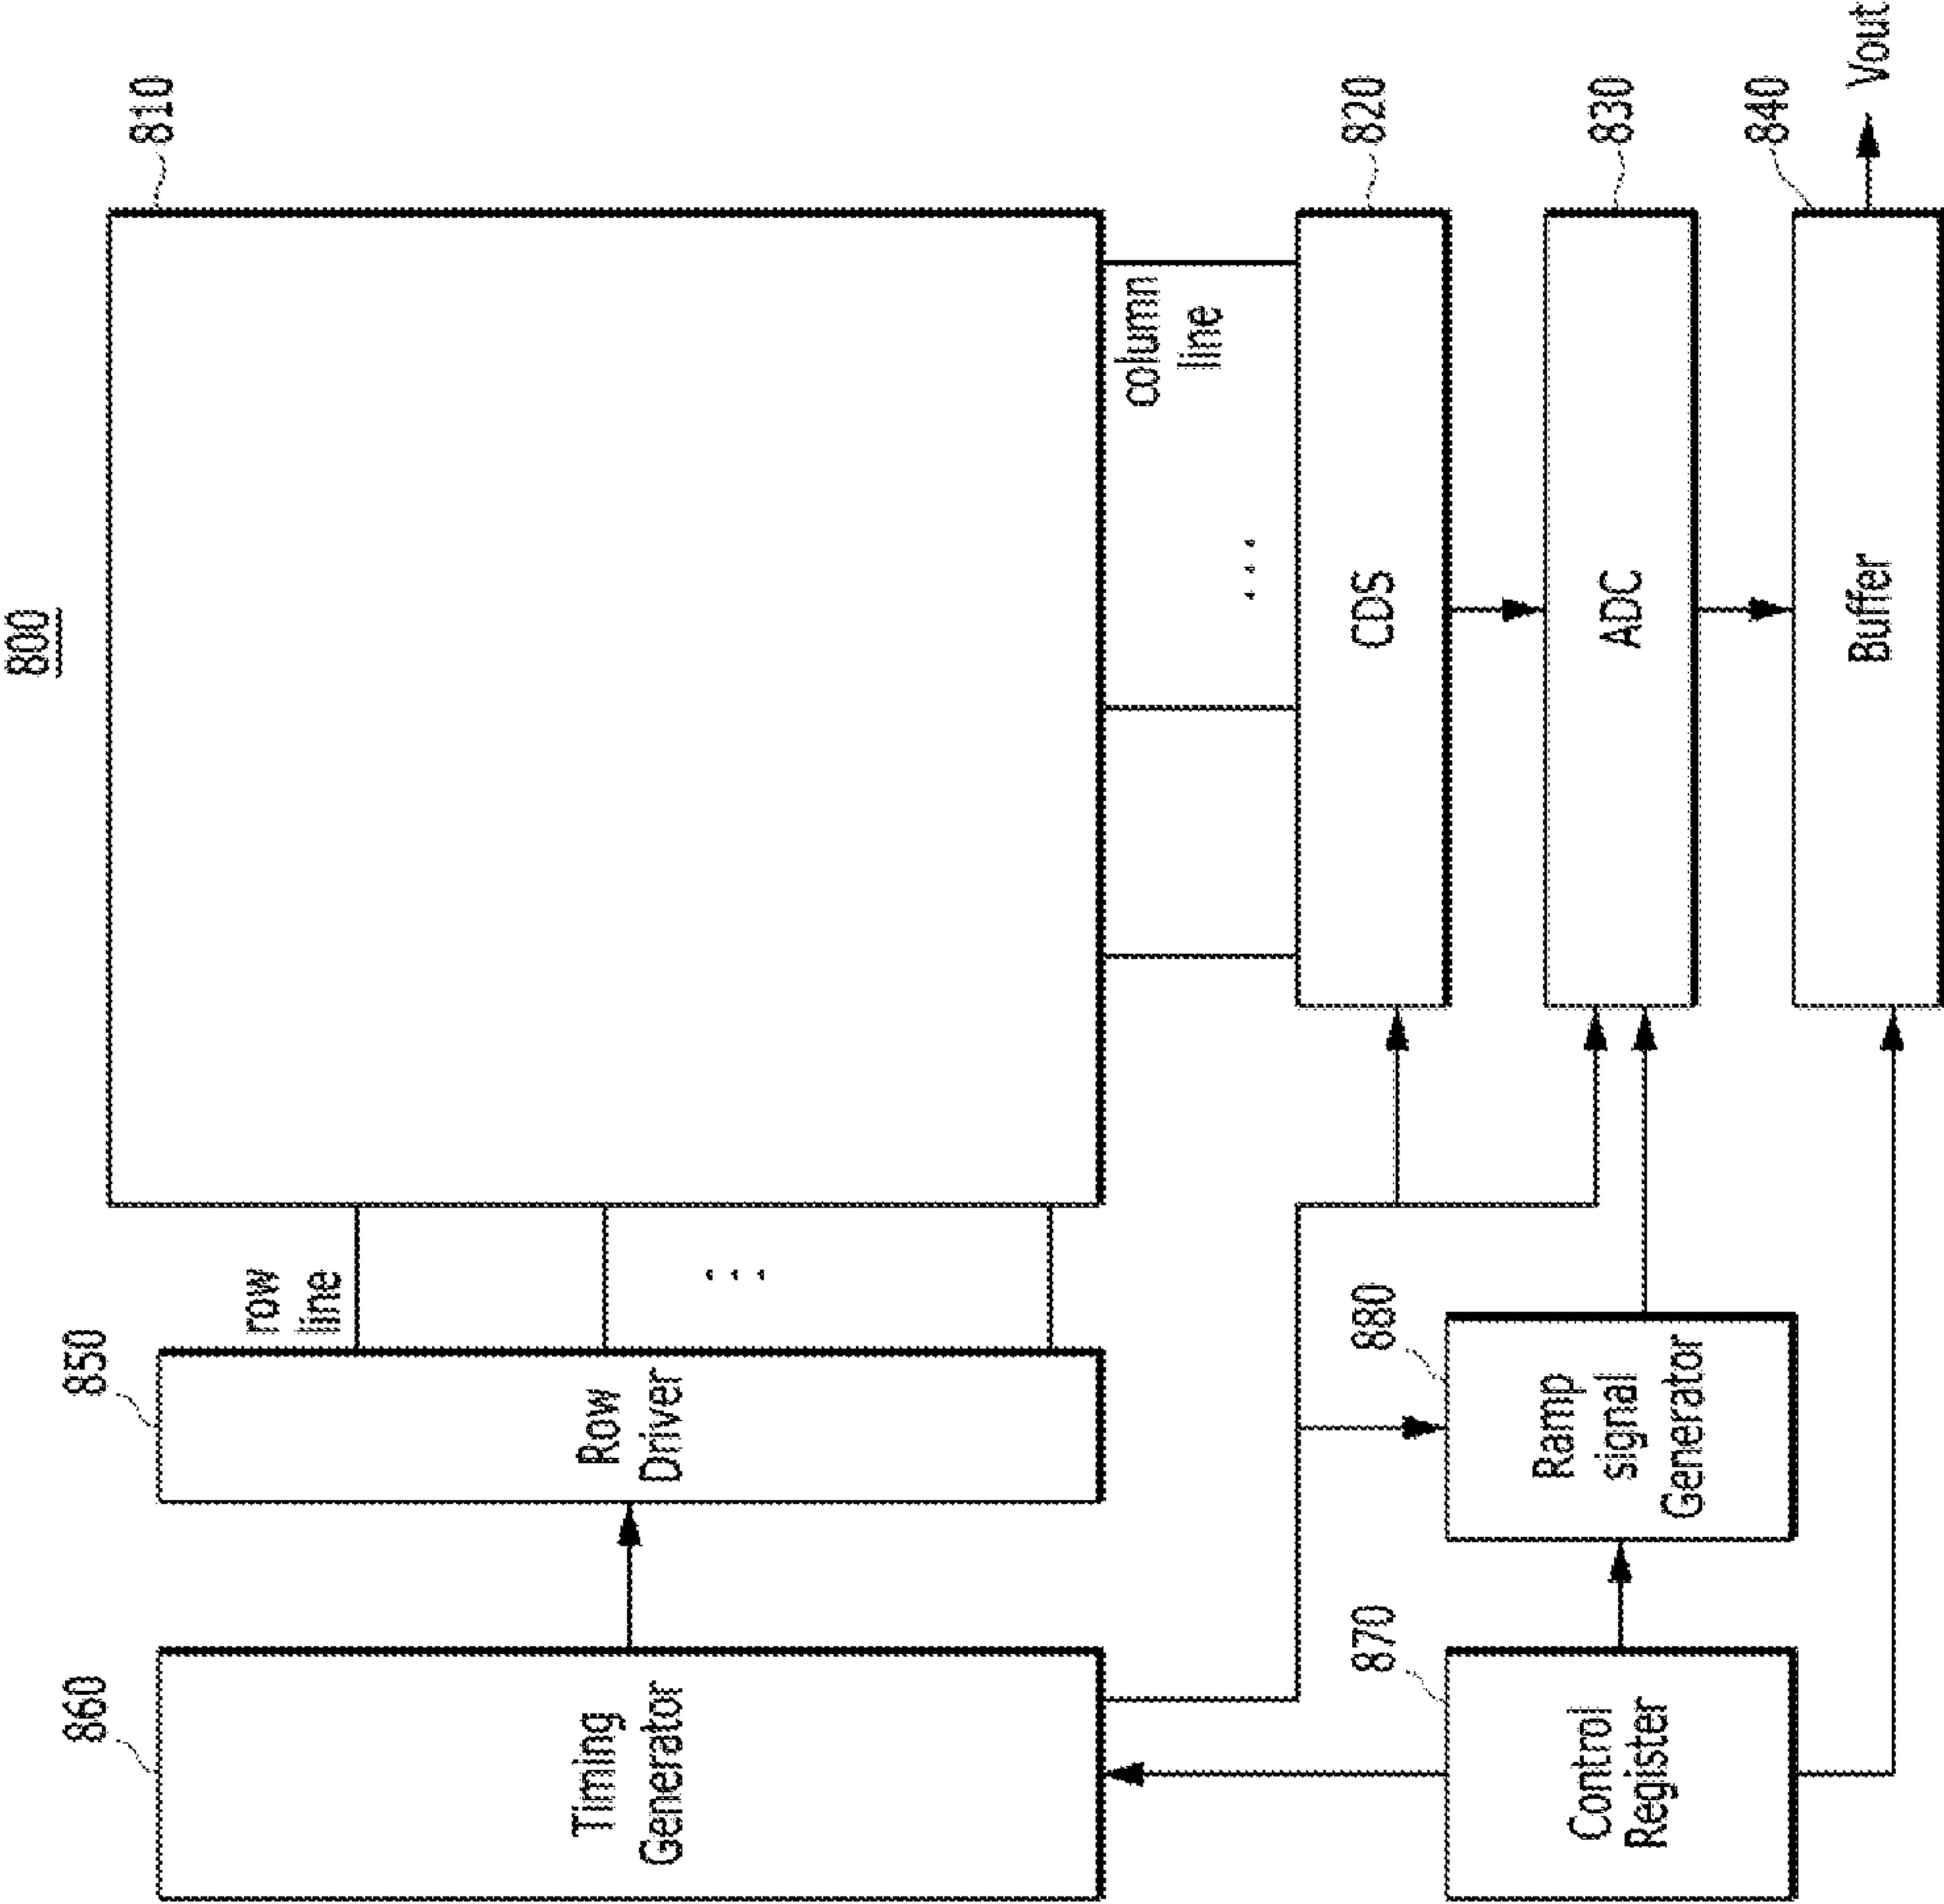 800
860
Timing
Generator
850
Row
Driver
row
line
810
column
line
870
Control
Register
880
Ramp
signal
Generator
820
CDS
830
ADC
840
Buffer
Vout